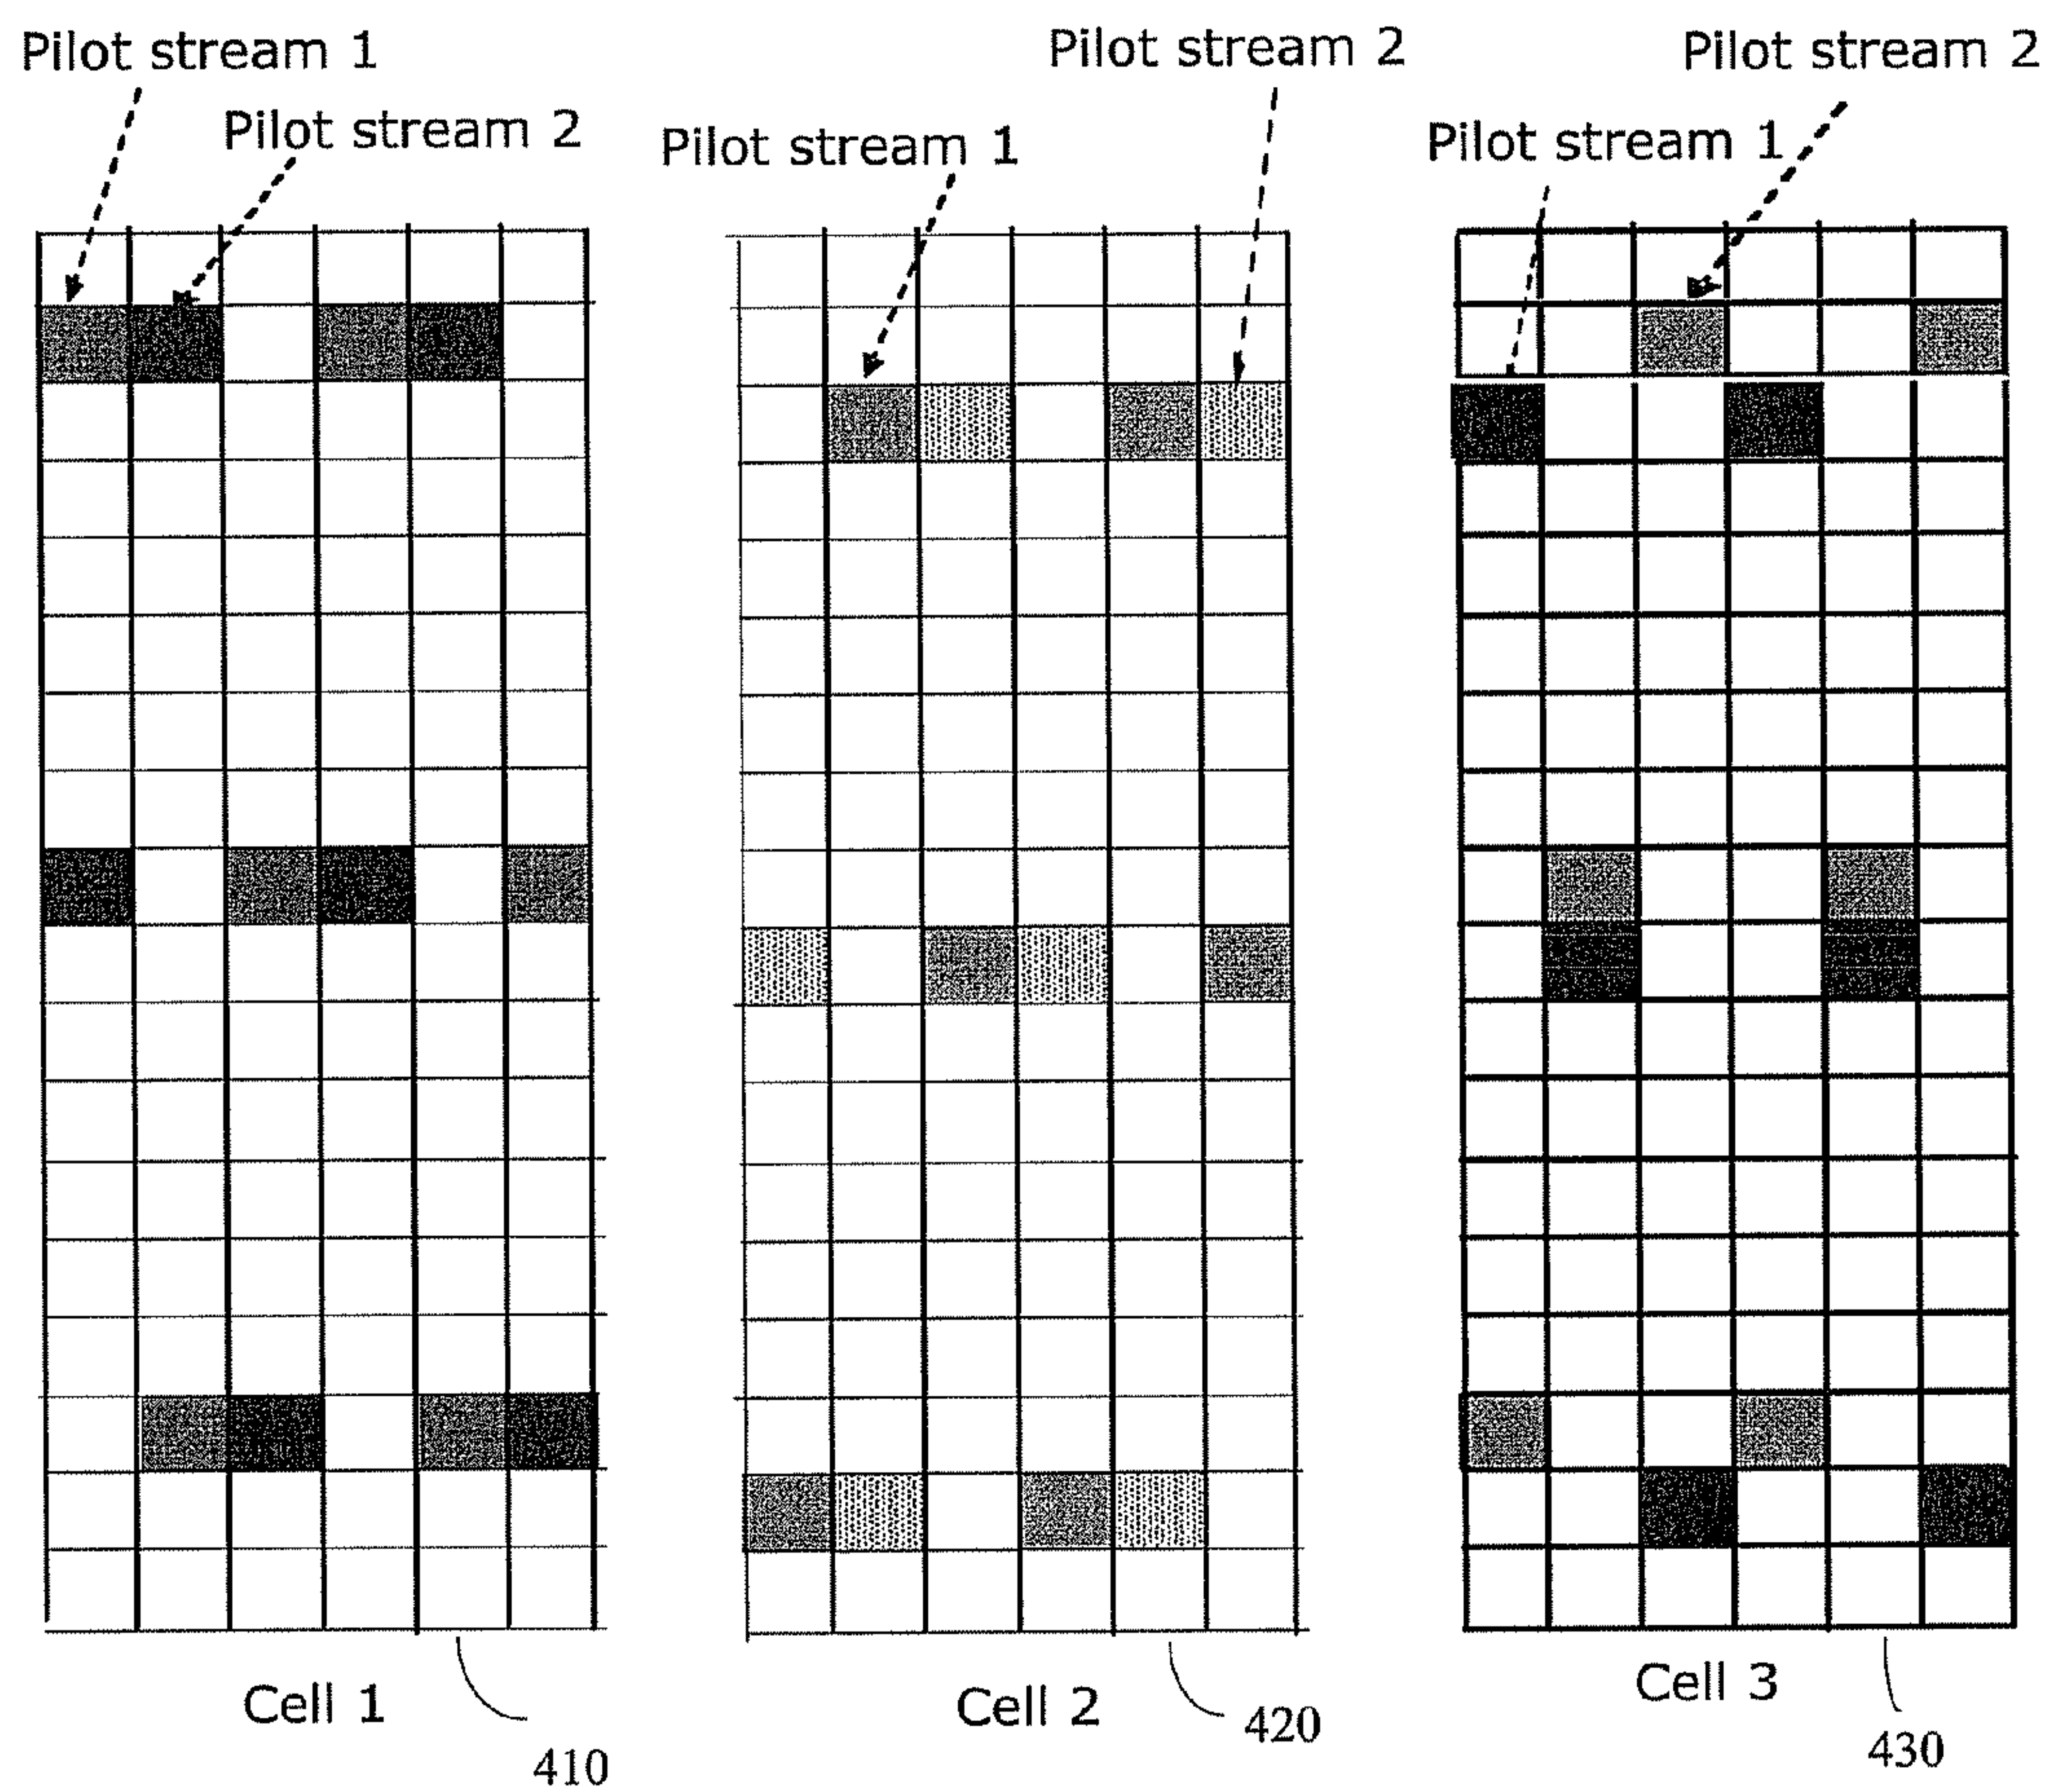 Pilot stream 1
Pilot stream 2
Pilot stream 1
Pilot stream 2
Pilot stream 1
Pilot stream 2
Cell 1
410
Cell 2
420
Cell 3
430